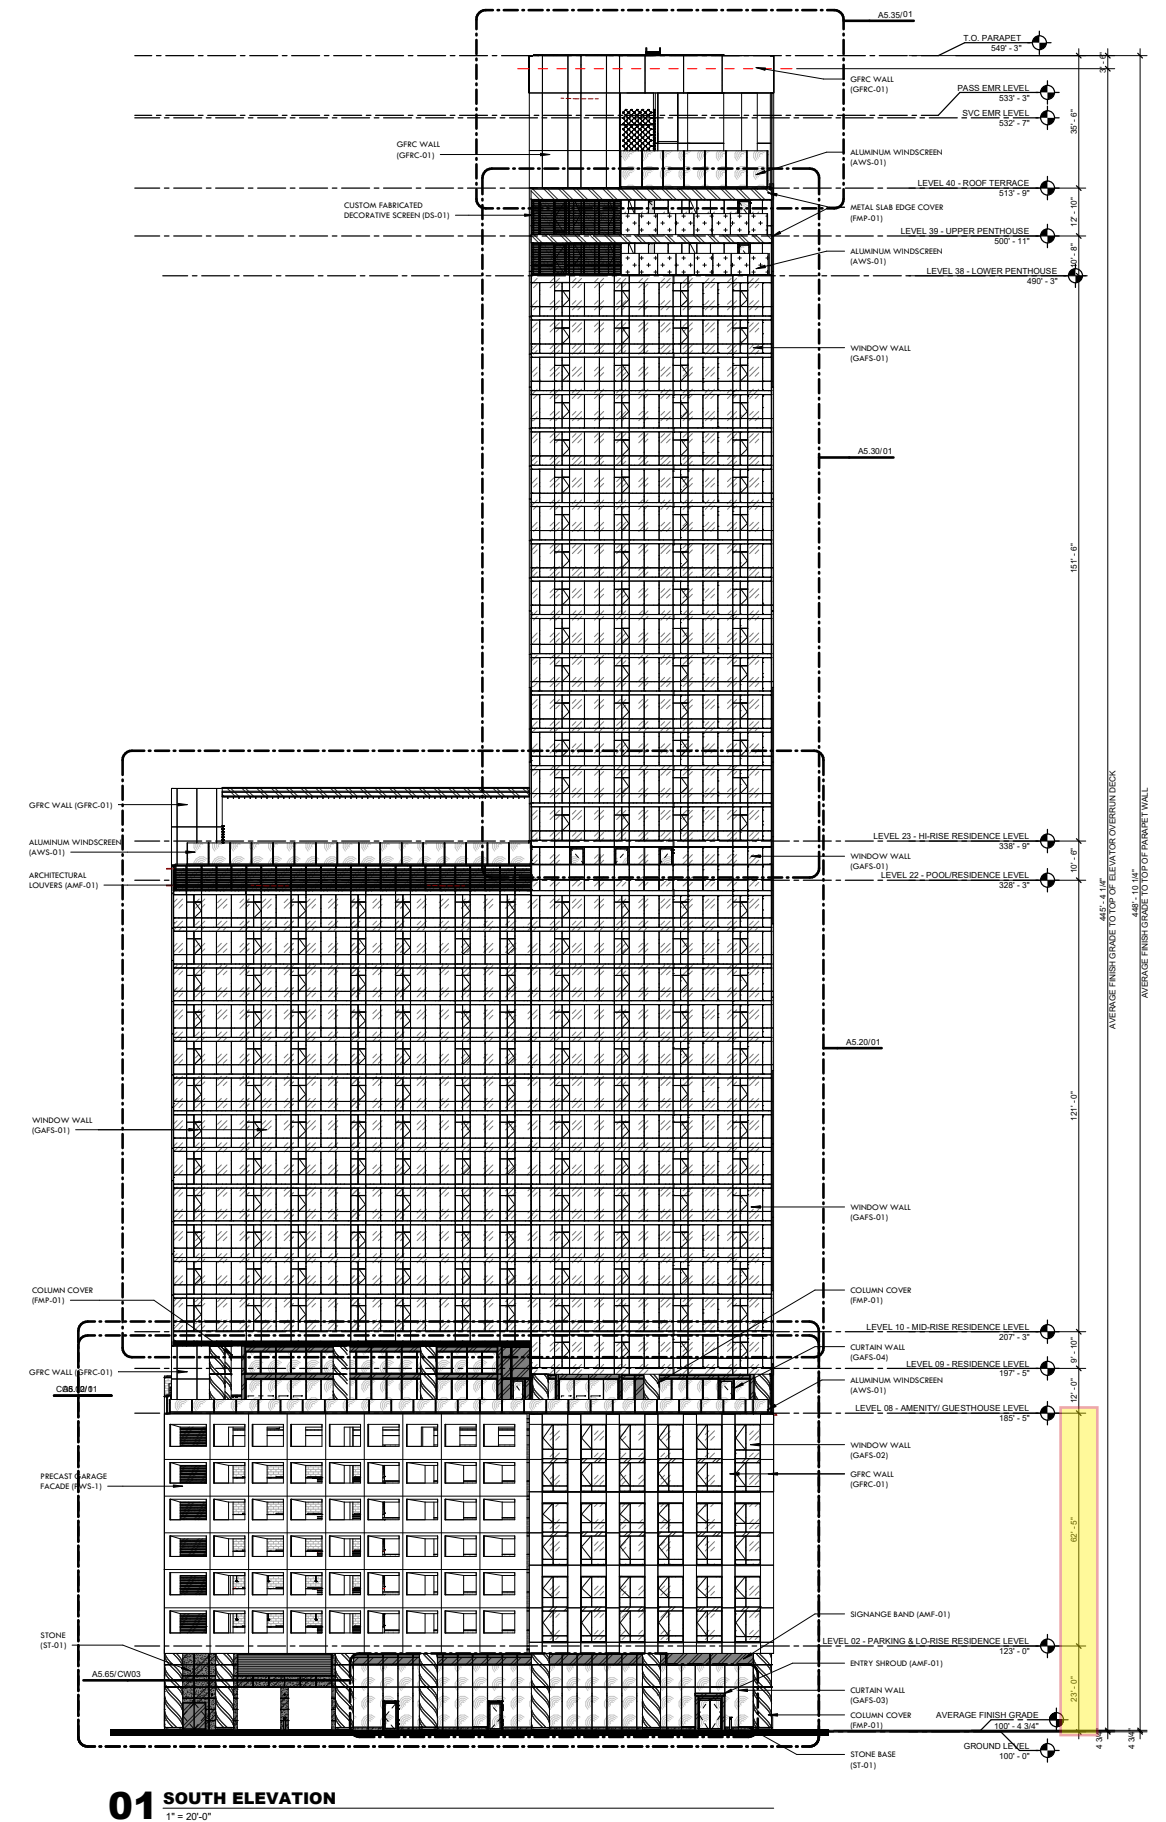 A5.35/01
T.O. PARAPET
549' - 3"
3' - 6"
GFRC WALL
(GFRC-01)
PASS EMR LEVEL
533' - 3"
SVC EMR LEVEL
532' - 7"
35' - 6"
GFRC WALL
(GFRC-01)
ALUMINUM WINDSCREEN
(AWS-01)
LEVEL 40 - ROOF TERRACE
513' - 9"
CUSTOM FABRICATED
DECORATIVE SCREEN (DS-01)
METAL SLAB EDGE COVER
(FMP-01)
12' - 10"
LEVEL 39 - UPPER PENTHOUSE
500' - 11"
ALUMINUM WINDSCREEN
(AWS-01)
10' - 8"
LEVEL 38 - LOWER PENTHOUSE
490' - 3"
WINDOW WALL
(GAFS-01)
A5.30/01
151' - 6"
GFRC WALL (GFRC-01)
ALUMINUM WINDSCREEN
(AWS-01)
LEVEL 23 - HI-RISE RESIDENCE LEVEL
338' - 9"
WINDOW WALL
(GAFS-01)
10' - 6"
ARCHITECTURAL
LOUVERS (AMF-01)
LEVEL 22 - POOL/RESIDENCE LEVEL
328' - 3"
445' - 4 1/4"
AVERAGE FINISH GRADE TO TOP OF ELEVATOR OVERRUN DECK
448' - 10 1/4"
AVERAGE FINISH GRADE TO TOP OF PARAPET WALL
A5.20/01
121' - 0"
WINDOW WALL
(GAFS-01)
WINDOW WALL
(GAFS-01)
COLUMN COVER
(FMP-01)
COLUMN COVER
(FMP-01)
LEVEL 10 - MID-RISE RESIDENCE LEVEL
207' - 3"
9' - 10"
CURTAIN WALL
(GAFS-04)
GFRC WALL (GFRC-01)
LEVEL 09 - RESIDENCE LEVEL
197' - 5"
ALUMINUM WINDSCREEN
(AWS-01)
12' - 0"
LEVEL 08 - AMENITY/ GUESTHOUSE LEVEL
185' - 5"
WINDOW WALL
(GAFS-02)
PRECAST GARAGE
FACADE (PWS-1)
GFRC WALL
(GFRC-01)
62' - 5"
SIGNANGE BAND (AMF-01)
STONE
(ST-01)
LEVEL 02 - PARKING & LO-RISE RESIDENCE LEVEL
123' - 0"
ENTRY SHROUD (AMF-01)
A5.65/CW03
CURTAIN WALL
(GAFS-03)
23' - 0"
COLUMN COVER
(FMP-01)
AVERAGE FINISH GRADE
100' - 4 3/4"
GROUND LEVEL
100' - 0"
4 3/4"
4 3/4"
STONE BASE
(ST-01)
01 SOUTH ELEVATION
1" = 20'-0"